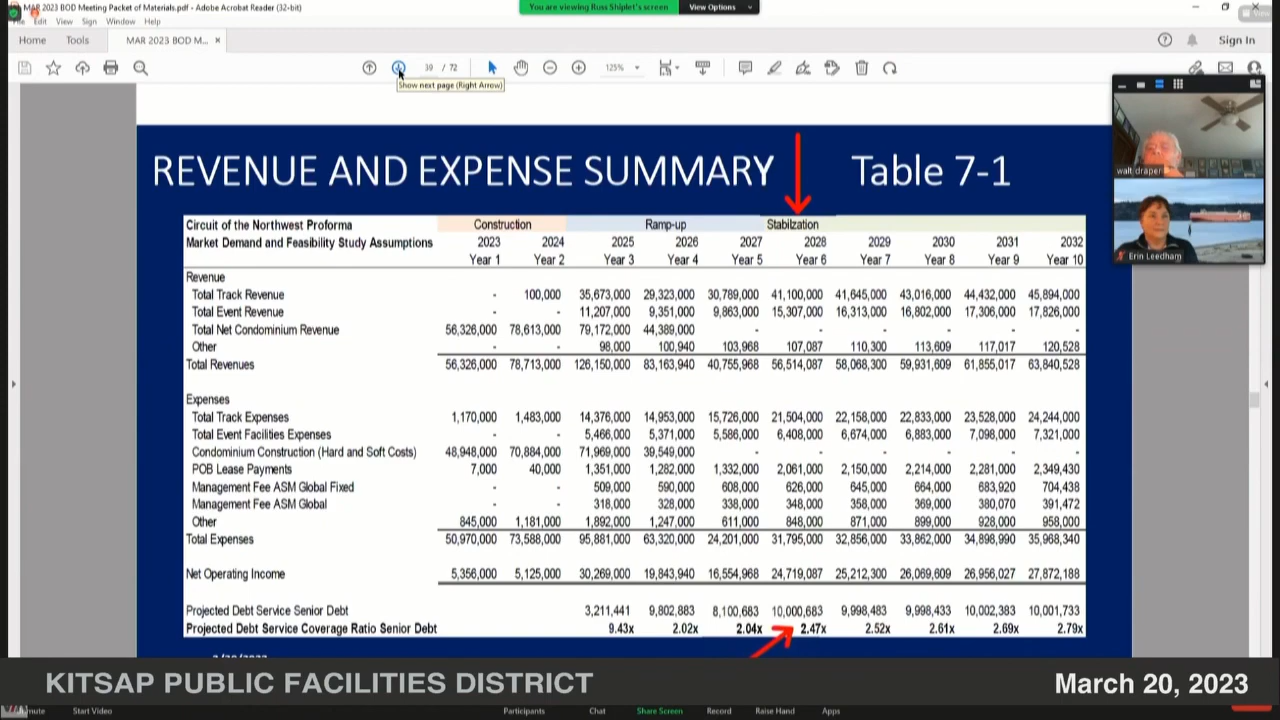 MAR 2023 BOD Meeting Packet of Materials.pdf - Adobe Acrobat Reader (32-bit)
You are viewing Russ Shiplet's screen View Options
File Edit View Sign Window Help
View
Home Tools MAR 2023 BOD M... × Sign In
39 / 72 125%
Show next page (Right Arrow)
REVENUE AND EXPENSE SUMMARY Table 7-1
walt draper
Erin Leedham
Circuit of the Northwest Proforma Construction Ramp-up Stabilzation
Market Demand and Feasibility Study Assumptions 2023 2024 2025 2026 2027 2028 2029 2030 2031 2032
Year 1 Year 2 Year 3 Year 4 Year 5 Year 6 Year 7 Year 8 Year 9 Year 10
Revenue
Total Track Revenue - 100,000 35,673,000 29,323,000 30,789,000 41,100,000 41,645,000 43,016,000 44,432,000 45,894,000
Total Event Revenue - - 11,207,000 9,351,000 9,863,000 15,307,000 16,313,000 16,802,000 17,306,000 17,826,000
Total Net Condominium Revenue 56,326,000 78,613,000 79,172,000 44,389,000 - - - - - -
Other - - 98,000 100,940 103,968 107,087 110,300 113,609 117,017 120,528
Total Revenues 56,326,000 78,713,000 126,150,000 83,163,940 40,755,968 56,514,087 58,068,300 59,931,609 61,855,017 63,840,528
Expenses
Total Track Expenses 1,170,000 1,483,000 14,376,000 14,953,000 15,726,000 21,504,000 22,158,000 22,833,000 23,528,000 24,244,000
Total Event Facilities Expenses - - 5,466,000 5,371,000 5,586,000 6,408,000 6,674,000 6,883,000 7,098,000 7,321,000
Condominium Construction (Hard and Soft Costs) 48,948,000 70,884,000 71,969,000 39,549,000 - - - - - -
POB Lease Payments 7,000 40,000 1,351,000 1,282,000 1,332,000 2,061,000 2,150,000 2,214,000 2,281,000 2,349,430
Management Fee ASM Global Fixed - - 509,000 590,000 608,000 626,000 645,000 664,000 683,920 704,438
Management Fee ASM Global - - 318,000 328,000 338,000 348,000 358,000 369,000 380,070 391,472
Other 845,000 1,181,000 1,892,000 1,247,000 611,000 848,000 871,000 899,000 928,000 958,000
Total Expenses 50,970,000 73,588,000 95,881,000 63,320,000 24,201,000 31,795,000 32,856,000 33,862,000 34,898,990 35,968,340
Net Operating Income 5,356,000 5,125,000 30,269,000 19,843,940 16,554,968 24,719,087 25,212,300 26,069,609 26,956,027 27,872,188
Projected Debt Service Senior Debt 3,211,441 9,802,883 8,100,683 10,000,683 9,998,483 9,998,433 10,002,383 10,001,733
Projected Debt Service Coverage Ratio Senior Debt 9.43x 2.02x 2.04x 2.47x 2.52x 2.61x 2.69x 2.79x
KITSAP PUBLIC FACILITIES DISTRICT March 20, 2023
Start Video Participants Chat Share Screen Record Raise Hand Apps